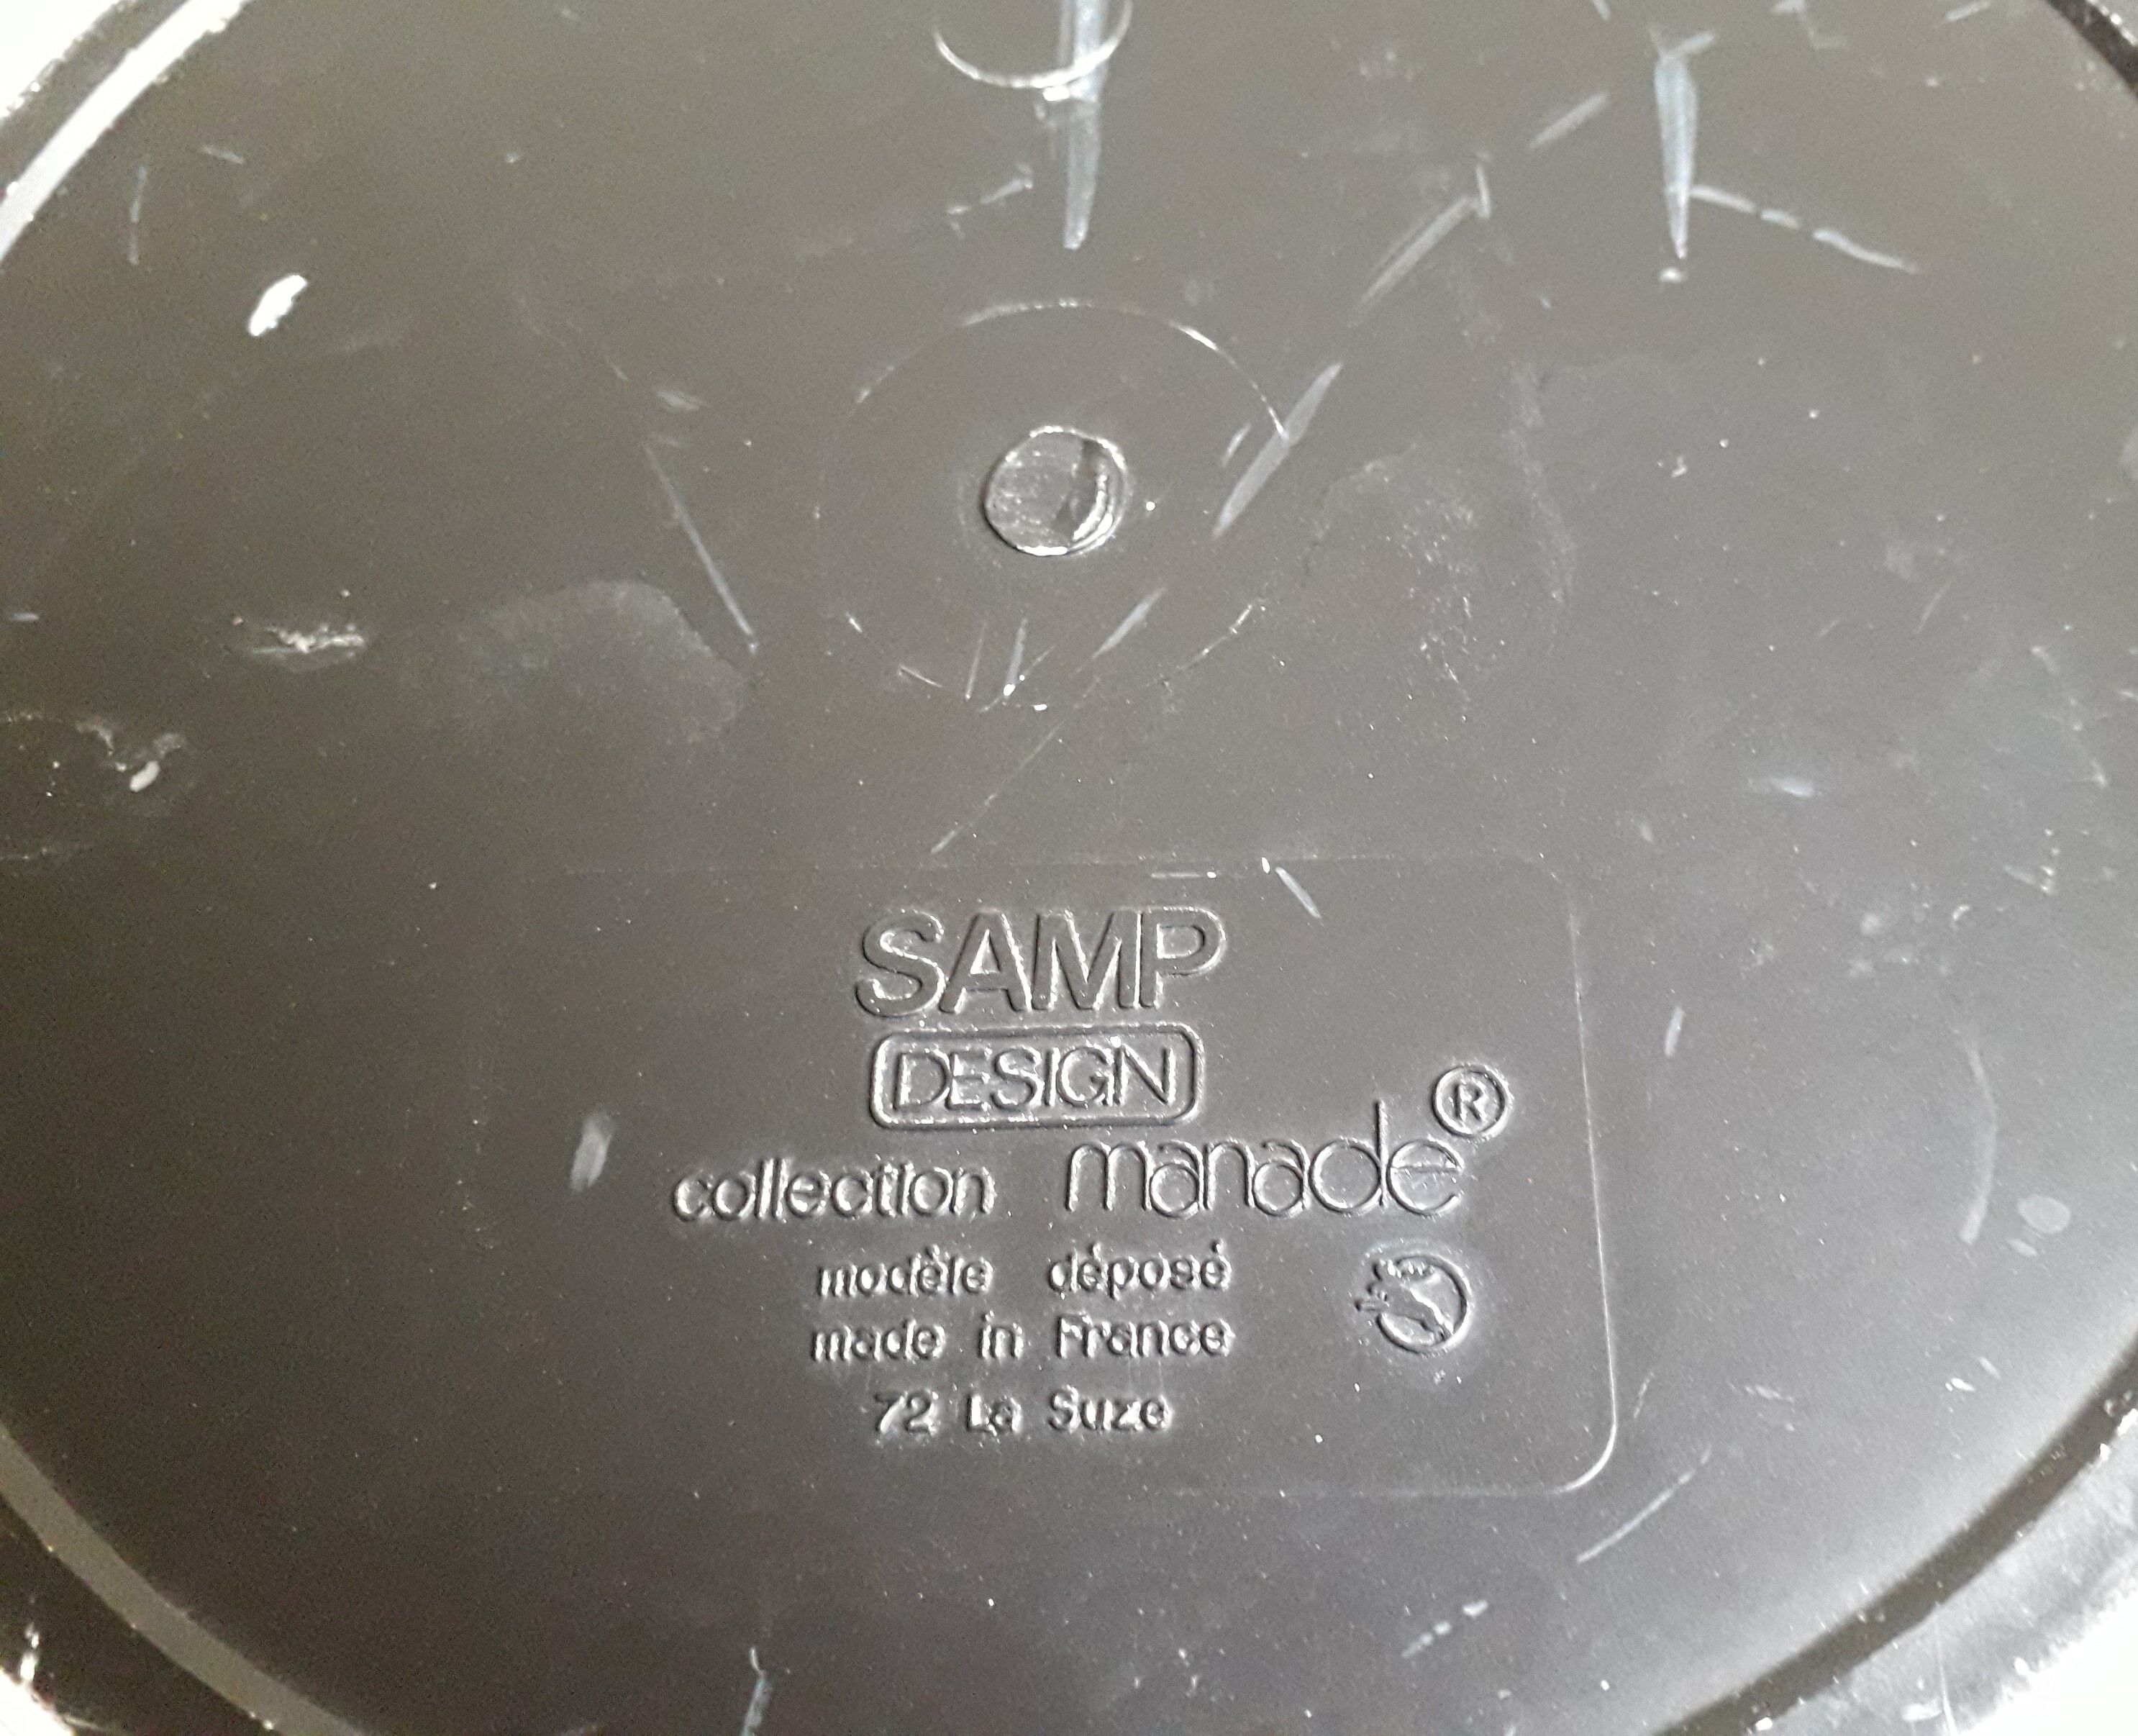 SAMP
DESIGN
collection manade®
modèle déposé
made in France
72 La Suze